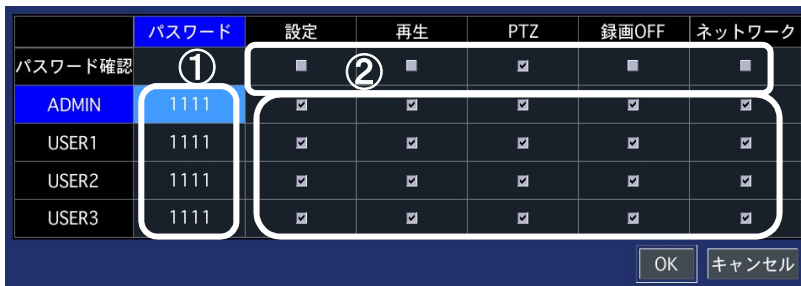 パスワード 設定 再生 PTZ 録画OFF ネットワーク
パスワード確認 ① ②
ADMIN 1111
USER1 1111
USER2 1111
USER3 1111
OK キャンセル